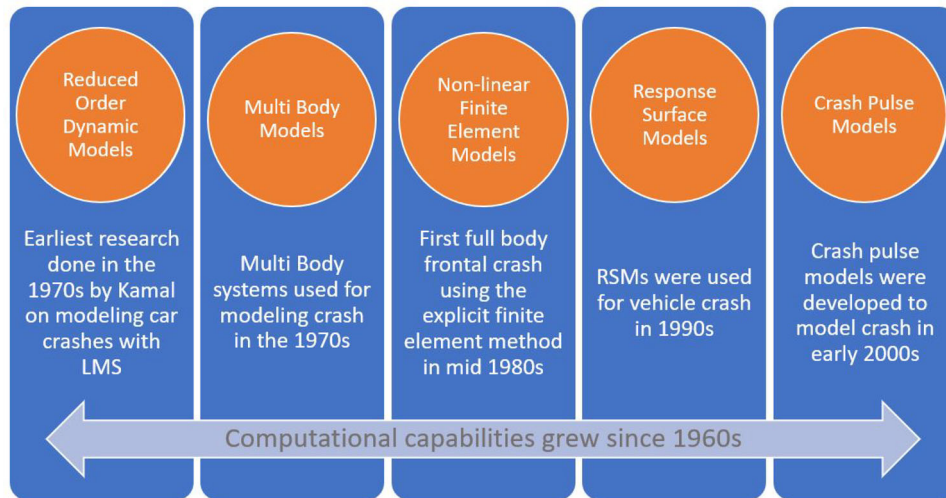 Reduced
Order
Dynamic
Models
Earliest research
done in the
1970s by Kamal
on modeling car
crashes with
LMS
Multi Body
Models
Multi Body
systems used for
modeling crash
in the 1970s
Non-linear
Finite
Element
Models
First full body
frontal crash
using the
explicit finite
element method
in mid 1980s
Response
Surface
Models
RSMs were used
for vehicle crash
in 1990s
Crash Pulse
Models
Crash pulse
models were
developed to
model crash in
early 2000s
Computational capabilities grew since 1960s